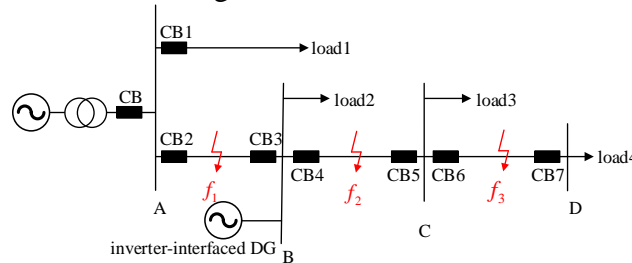 CB1
load1
CB
load2
load3
CB2
CB3
CB4
CB5
CB6
CB7
load4
f1
f2
f3
A
B
C
D
inverter-interfaced DG